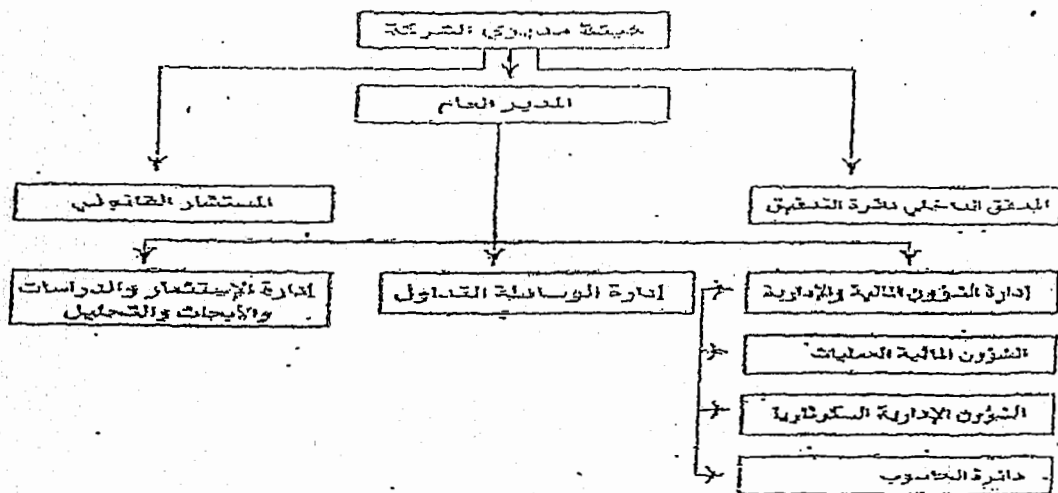 هيئة مديري الشركة
المدير العام
المستشار القانوني
المدقق الداخلي دائرة التدقيق
إدارة الإستثمار والدراسات
والأبحاث والتحليل
إدارة الوساطة التداول
إدارة الشؤون المالية والإدارية
الشؤون المالية العمليات
الشؤون الإدارية السكرتارية
دائرة الحاسوب